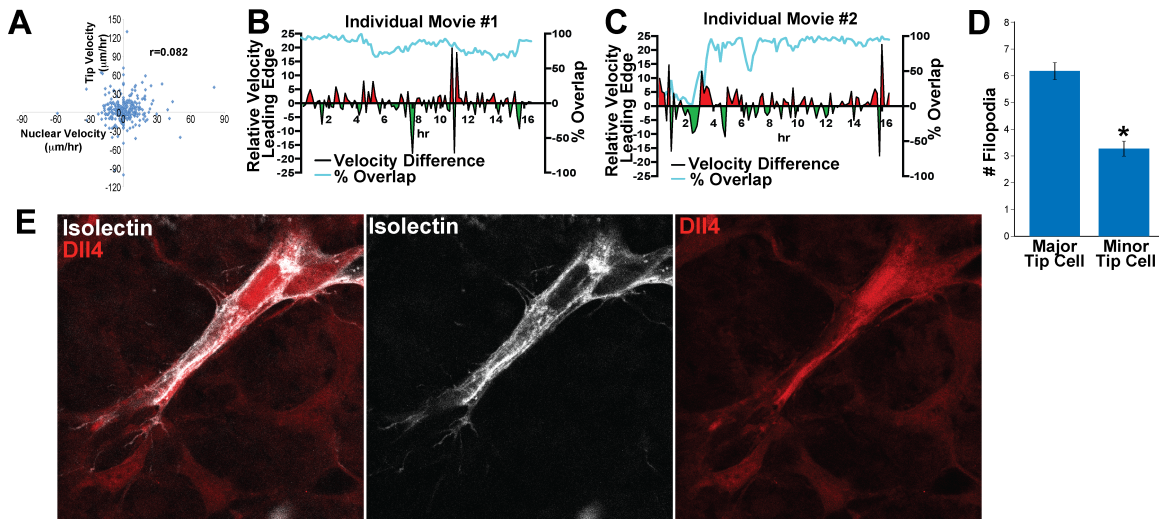 A
Tip Velocity
(μm/hr)
150
120
90
60
30
0
-30
-60
-90
-120
r=0.082
-90
-60
-30
0
30
60
90
Nuclear Velocity
(μm/hr)
B
Individual Movie #1
Relative Velocity
Leading Edge
25
20
15
10
5
0
-5
-10
-15
-20
-25
2
4
6
8
10
12
14
16
hr
100
50
0
-50
-100
% Overlap
Velocity Difference
% Overlap
C
Individual Movie #2
Relative Velocity
Leading Edge
25
20
15
10
5
0
-5
-10
-15
-20
-25
2
4
6
8
10
12
14
16
hr
100
50
0
-50
-100
% Overlap
Velocity Difference
% Overlap
D
# Filopodia
8
7
6
5
4
3
2
1
0
*
Major
Tip Cell
Minor
Tip Cell
E
Isolectin
Dll4
Isolectin
Dll4